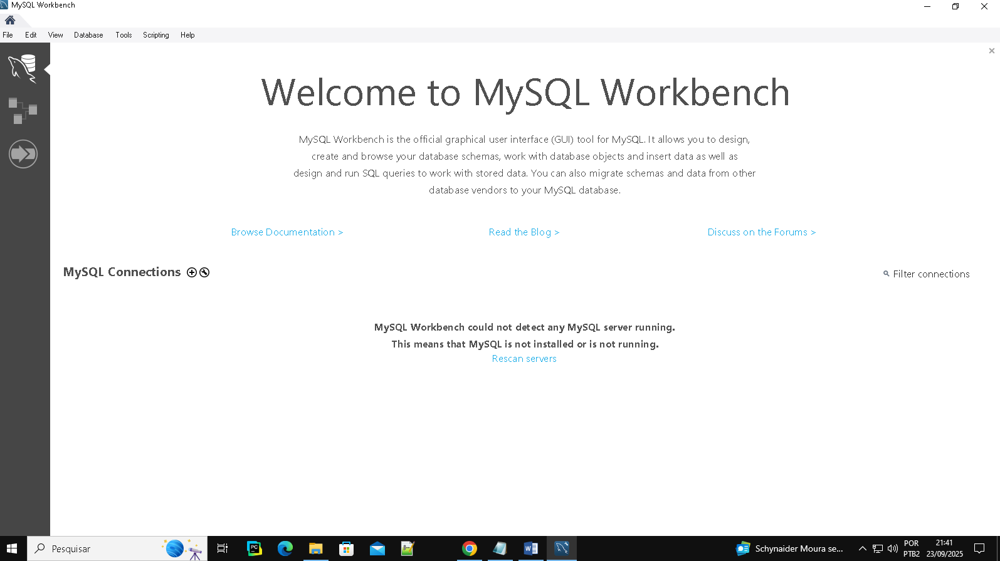 MySQL Workbench
File Edit View Database Tools Scripting Help
Welcome to MySQL Workbench
MySQL Workbench is the official graphical user interface (GUI) tool for MySQL. It allows you to design,
create and browse your database schemas, work with database objects and insert data as well as
design and run SQL queries to work with stored data. You can also migrate schemas and data from other
database vendors to your MySQL database.
Browse Documentation > Read the Blog > Discuss on the Forums >
MySQL Connections Filter connections
MySQL Workbench could not detect any MySQL server running.
This means that MySQL is not installed or is not running.
Rescan servers
Pesquisar PC W Schynaider Moura se... POR 21:41
PTB2 23/09/2025